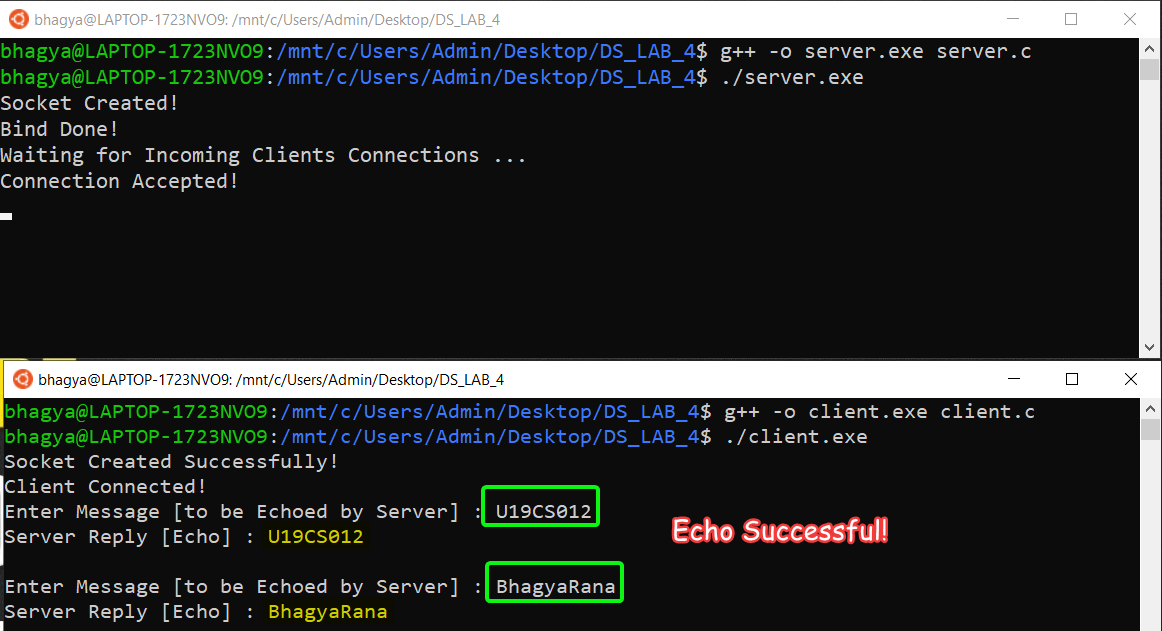 bhagya@LAPTOP-1723NVO9: /mnt/c/Users/Admin/Desktop/DS_LAB_4
bhagya@LAPTOP-1723NVO9:/mnt/c/Users/Admin/Desktop/DS_LAB_4$ g++ -o server.exe server.c
bhagya@LAPTOP-1723NVO9:/mnt/c/Users/Admin/Desktop/DS_LAB_4$ ./server.exe
Socket Created!
Bind Done!
Waiting for Incoming Clients Connections ...
Connection Accepted!
bhagya@LAPTOP-1723NVO9: /mnt/c/Users/Admin/Desktop/DS_LAB_4
bhagya@LAPTOP-1723NVO9:/mnt/c/Users/Admin/Desktop/DS_LAB_4$ g++ -o client.exe client.c
bhagya@LAPTOP-1723NVO9:/mnt/c/Users/Admin/Desktop/DS_LAB_4$ ./client.exe
Socket Created Successfully!
Client Connected!
Enter Message [to be Echoed by Server] : U19CS012
Server Reply [Echo] : U19CS012
Echo Successful!
Enter Message [to be Echoed by Server] : BhagyaRana
Server Reply [Echo] : BhagyaRana